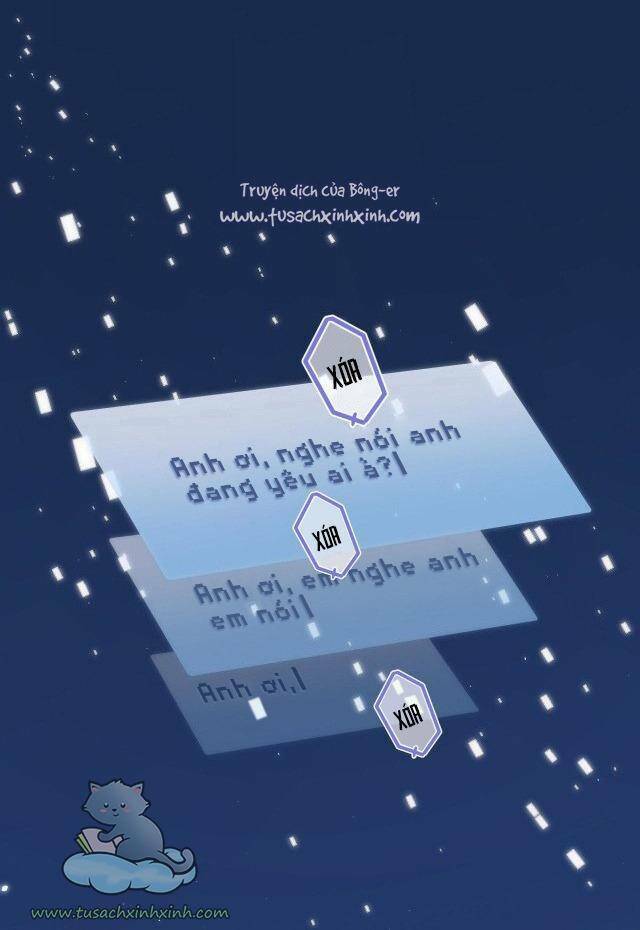 Truyện dịch của Bông-er
www.tusachxinhxinh.com
XÓA
Anh ơi, nghe nói anh
đang yêu ai à?|
XÓA
Anh ơi, em nghe anh
em nói|
Anh ơi,|
XÓA
www.tusachxinhxinh.com